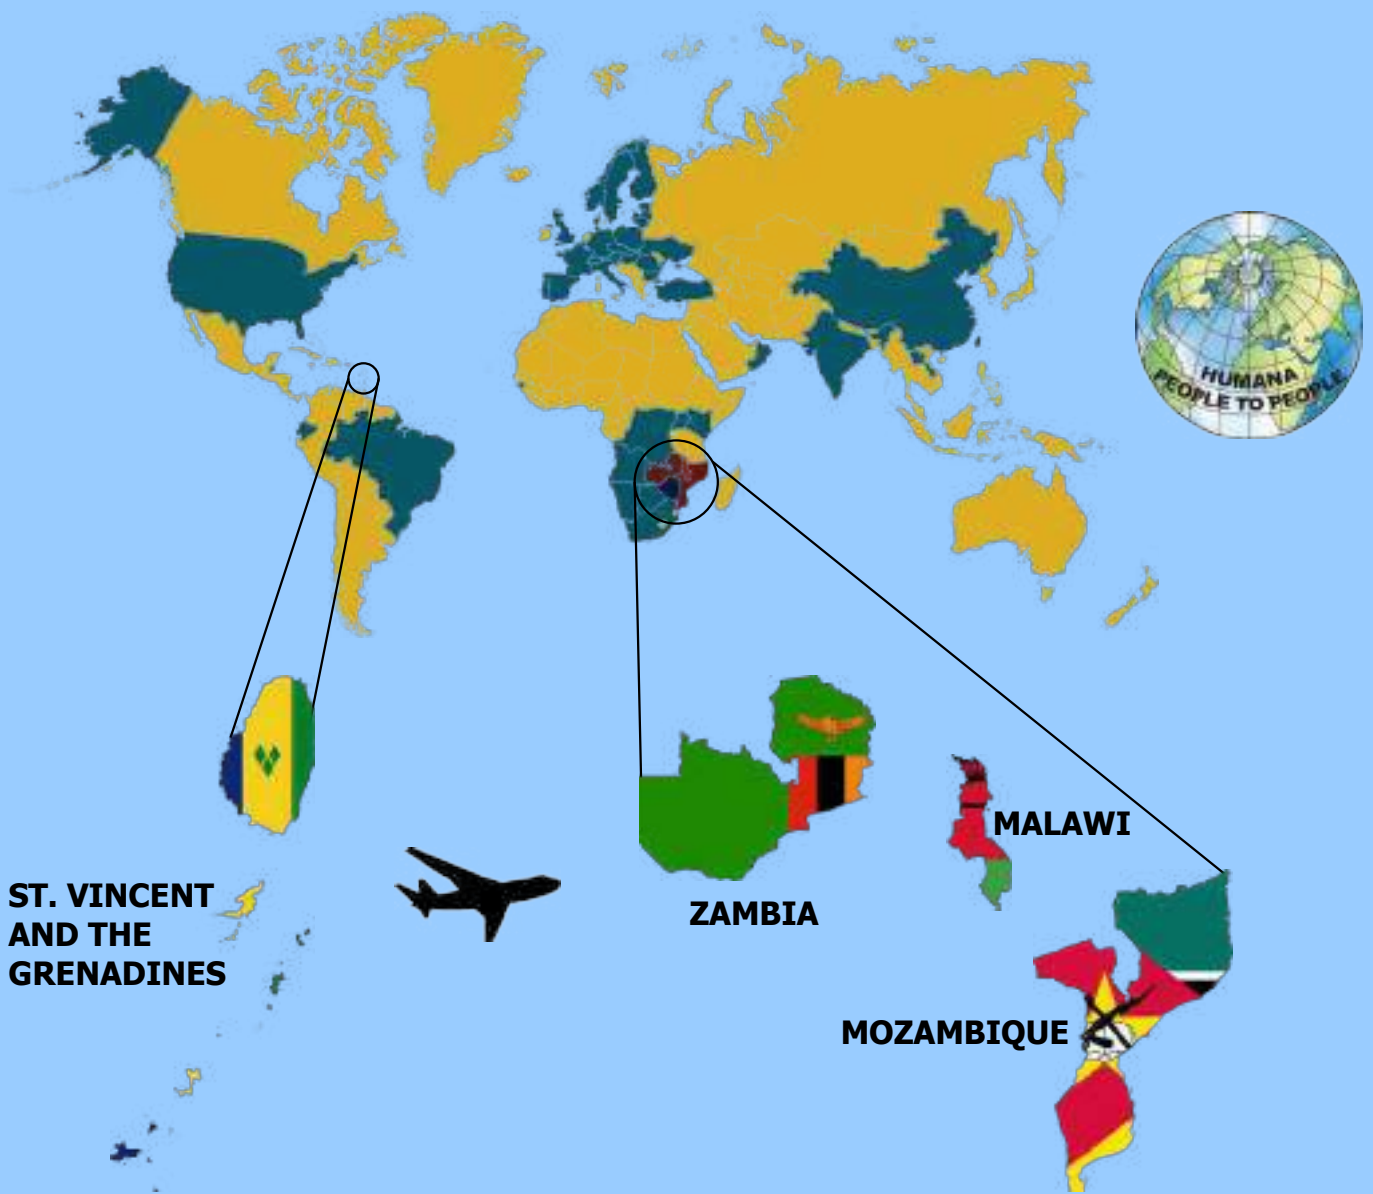 HUMANA
PEOPLE TO PEOPLE
MALAWI
ST. VINCENT
AND THE
GRENADINES
ZAMBIA
MOZAMBIQUE